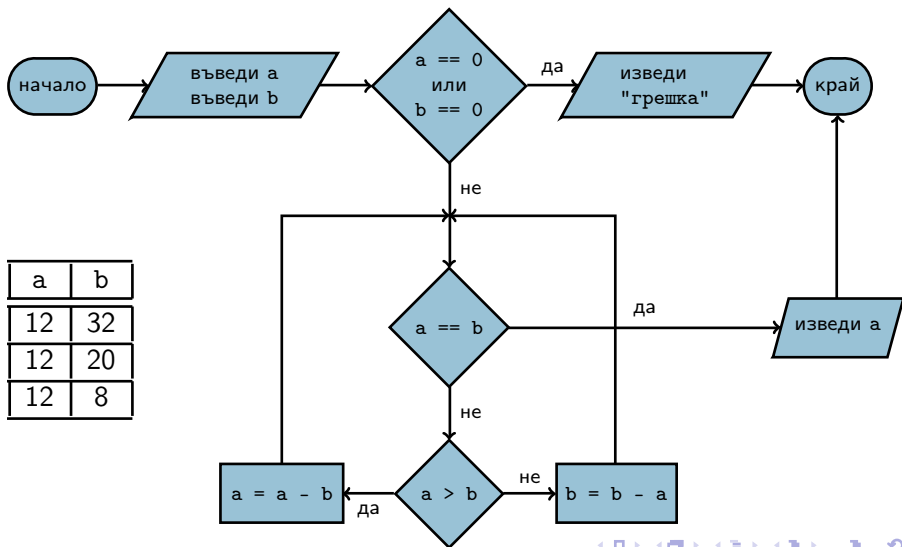 начало
въведи a
въведи b
a == 0
или
b == 0
да
изведи
"грешка"
край
не
a b
12 32
12 20
12 8
a == b
да
изведи a
не
a = a - b
да
a > b
не
b = b - a